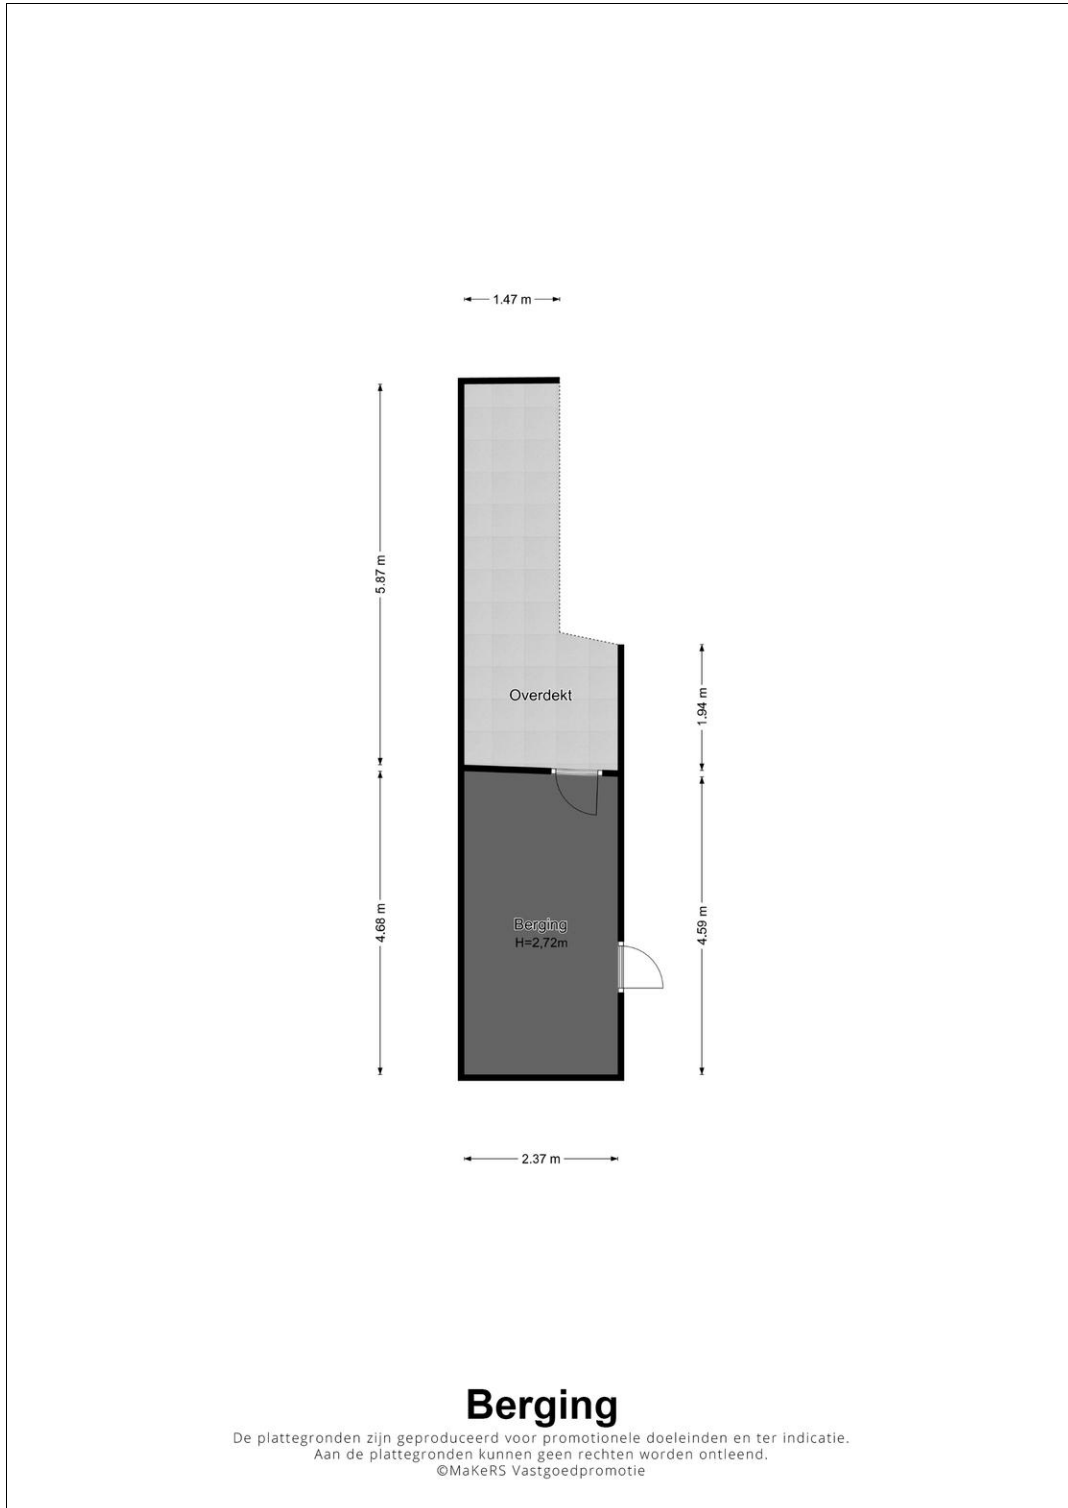 1.47 m
5.87 m
1.94 m
Overdekt
4.68 m
4.59 m
Berging
H=2,72m
2.37 m
Berging
De plattegronden zijn geproduceerd voor promotionele doeleinden en ter indicatie.
Aan de plattegronden kunnen geen rechten worden ontleend.
©MaKeRS Vastgoedpromotie